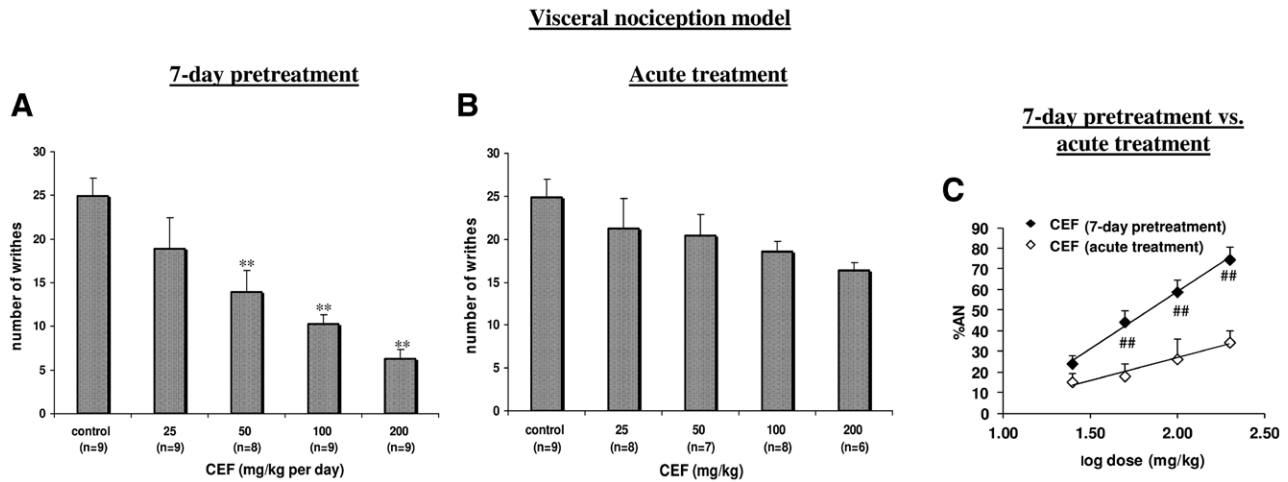 Visceral nociception model
7-day pretreatment
Acute treatment
7-day pretreatment vs.
acute treatment
A
number of writhes
30
25
20
15
10
5
0
**
**
**
control
(n=9)
25
(n=9)
50
(n=8)
100
(n=9)
200
(n=9)
CEF (mg/kg per day)
B
number of writhes
30
25
20
15
10
5
0
control
(n=9)
25
(n=8)
50
(n=7)
100
(n=8)
200
(n=6)
CEF (mg/kg)
C
CEF (7-day pretreatment)
CEF (acute treatment)
%AN
90
80
70
60
50
40
30
20
10
0
##
##
##
1.00
1.50
2.00
2.50
log dose (mg/kg)